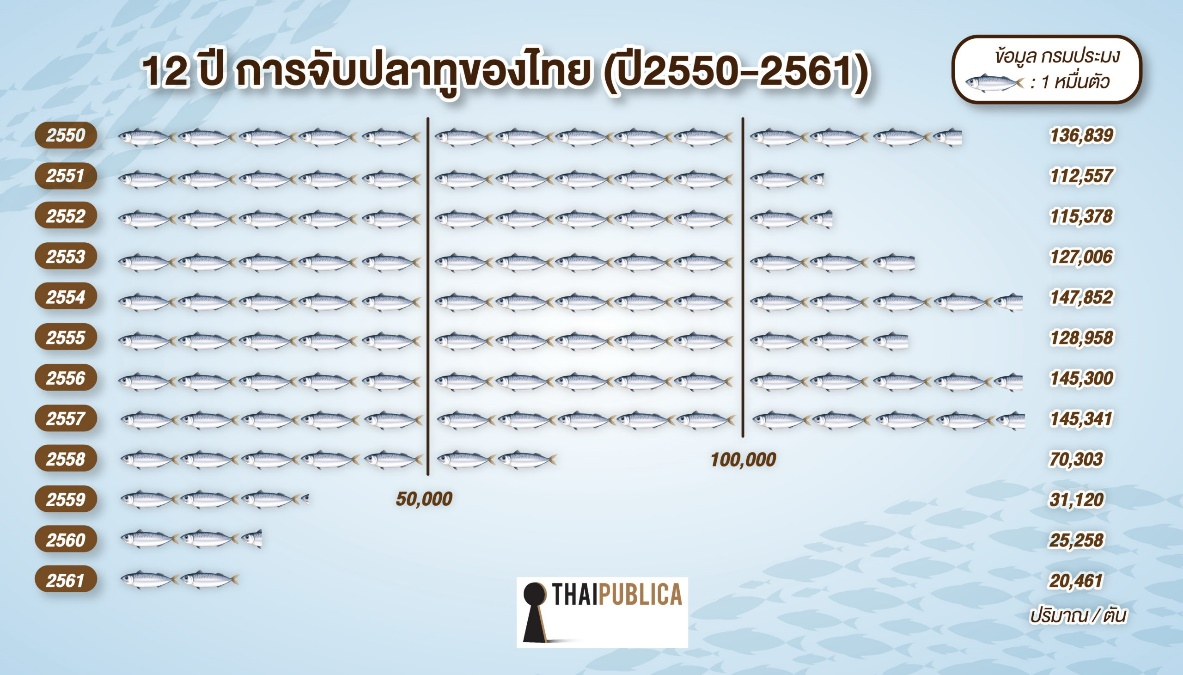 12 ปี การจับปลาทูของไทย (ปี2550-2561)
ข้อมูล กรมประมง
: 1 หมื่นตัว
2550 136,839
2551 112,557
2552 115,378
2553 127,006
2554 147,852
2555 128,958
2556 145,300
2557 145,341
2558 100,000 70,303
2559 50,000 31,120
2560 25,258
2561 20,461
THAIPUBLICA
ปริมาณ / ตัน